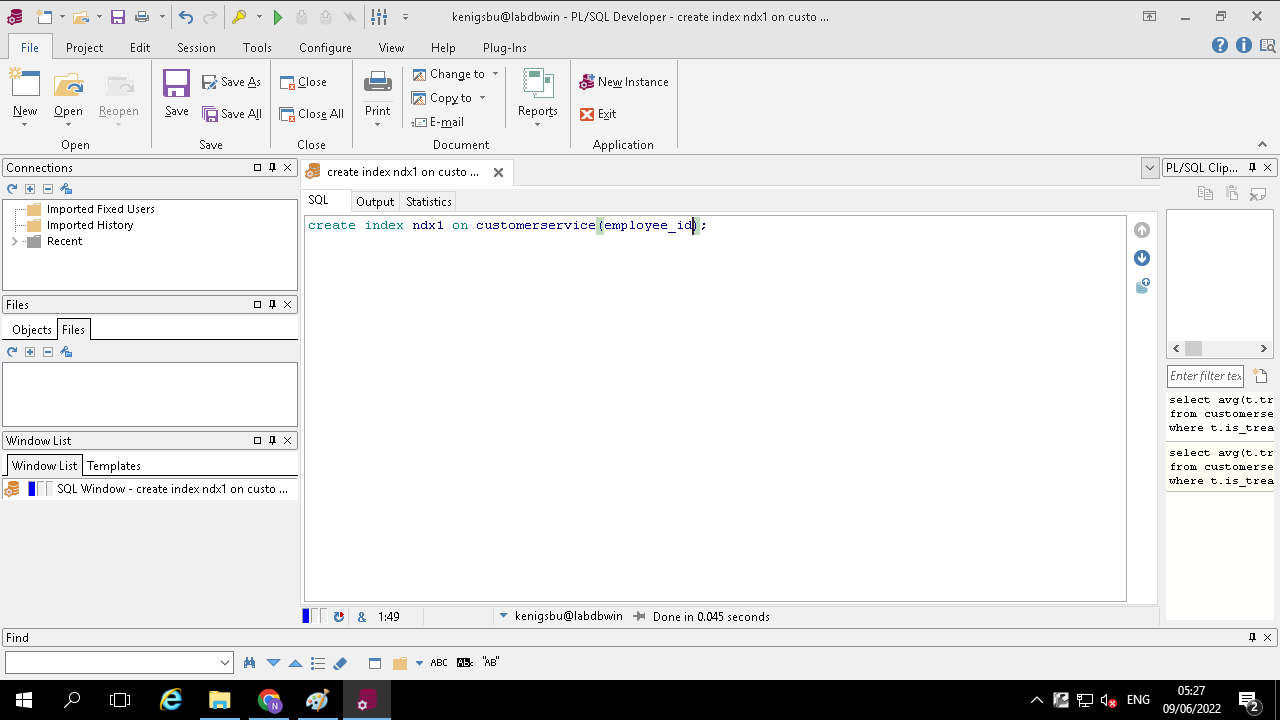 kenigsbu@labdbwin - PL/SQL Developer - create index ndx1 on custo ...
File Project Edit Session Tools Configure View Help Plug-Ins
New Open Reopen Save Save As Save All Close Close All Print Change to Copy to E-mail Reports New Instance Exit
Open Save Close Document Application
Connections
Imported Fixed Users
Imported History
Recent
Files
Objects Files
Window List
Window List Templates
SQL Window - create index ndx1 on custo ...
create index ndx1 on custo ...
SQL Output Statistics
create index ndx1 on customerservice(employee_id);
& 1:49 kenigsbu@labdbwin Done in 0.045 seconds
PL/SQL Clip...
Enter filter tex
select avg(t.tr
from customerse
where t.is_trea
select avg(t.tr
from customerse
where t.is_trea
Find
ABC AB "AB"
ENG
05:27
09/06/2022
2